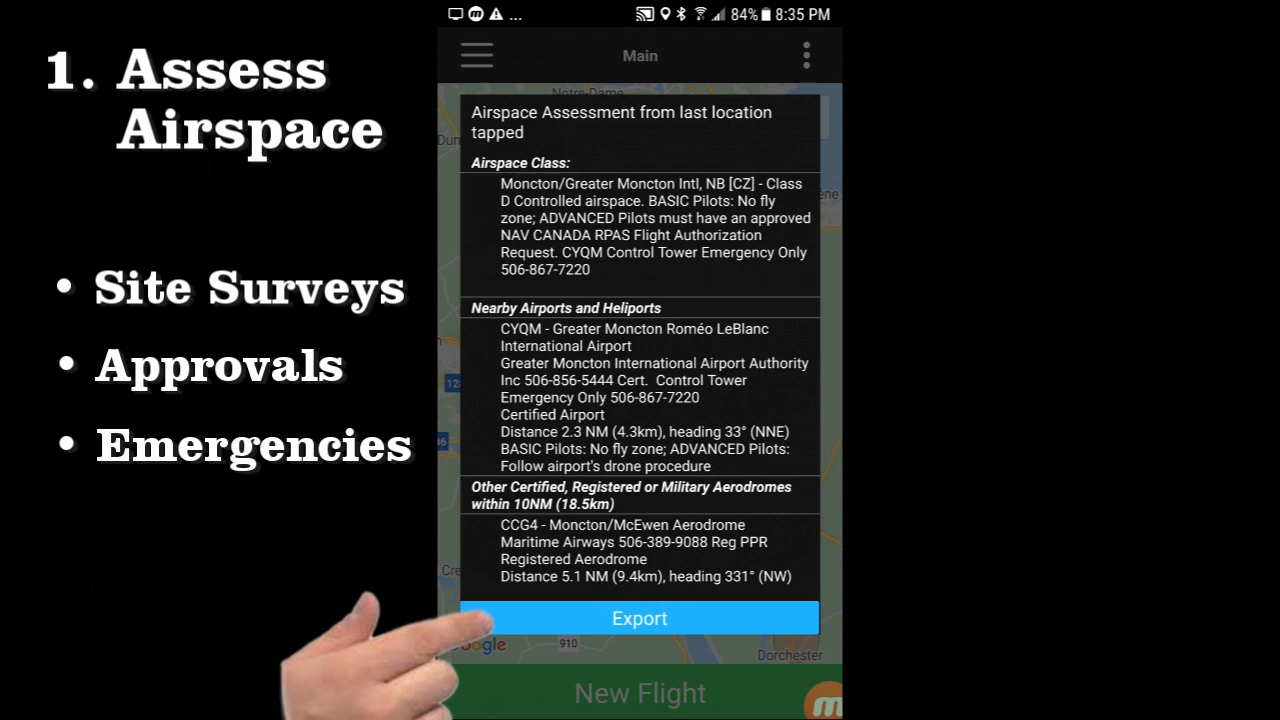 1. Assess
Airspace
• Site Surveys
• Approvals
• Emergencies
... 84% 8:35 PM
Main
Notre-Dame
Airspace Assessment from last location
tapped
Airspace Class:
Moncton/Greater Moncton Intl, NB [CZ] - Class
D Controlled airspace. BASIC Pilots: No fly
zone; ADVANCED Pilots must have an approved
NAV CANADA RPAS Flight Authorization
Request. CYQM Control Tower Emergency Only
506-867-7220
Nearby Airports and Heliports
CYQM - Greater Moncton Roméo LeBlanc
International Airport
Greater Moncton International Airport Authority
Inc 506-856-5444 Cert. Control Tower
Emergency Only 506-867-7220
Certified Airport
Distance 2.3 NM (4.3km), heading 33° (NNE)
BASIC Pilots: No fly zone; ADVANCED Pilots:
Follow airport's drone procedure
Other Certified, Registered or Military Aerodromes
within 10NM (18.5km)
CCG4 - Moncton/McEwen Aerodrome
Maritime Airways 506-389-9088 Reg PPR
Registered Aerodrome
Distance 5.1 NM (9.4km), heading 331° (NW)
Export
Google
910
Dorchester
New Flight